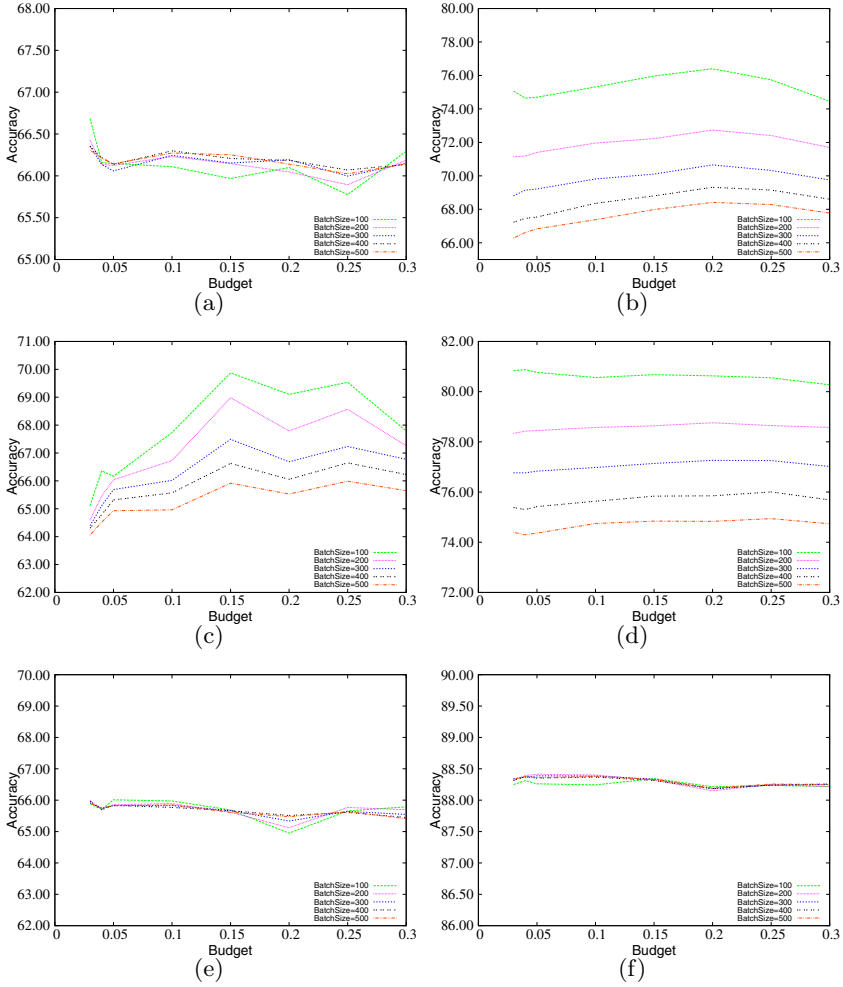 68.00
67.50
67.00
66.50
66.00
65.50
65.00
Accuracy
BatchSize=100
BatchSize=200
BatchSize=300
BatchSize=400
BatchSize=500
0 0.05 0.1 0.15 0.2 0.25 0.3
Budget
(a)
80.00
78.00
76.00
74.00
72.00
70.00
68.00
66.00
Accuracy
BatchSize=100
BatchSize=200
BatchSize=300
BatchSize=400
BatchSize=500
0 0.05 0.1 0.15 0.2 0.25 0.3
Budget
(b)
71.00
70.00
69.00
68.00
67.00
66.00
65.00
64.00
63.00
62.00
Accuracy
BatchSize=100
BatchSize=200
BatchSize=300
BatchSize=400
BatchSize=500
0 0.05 0.1 0.15 0.2 0.25 0.3
Budget
(c)
82.00
80.00
78.00
76.00
74.00
72.00
Accuracy
BatchSize=100
BatchSize=200
BatchSize=300
BatchSize=400
BatchSize=500
0 0.05 0.1 0.15 0.2 0.25 0.3
Budget
(d)
70.00
69.00
68.00
67.00
66.00
65.00
64.00
63.00
62.00
Accuracy
BatchSize=100
BatchSize=200
BatchSize=300
BatchSize=400
BatchSize=500
0 0.05 0.1 0.15 0.2 0.25 0.3
Budget
(e)
90.00
89.50
89.00
88.50
88.00
87.50
87.00
86.50
86.00
Accuracy
BatchSize=100
BatchSize=200
BatchSize=300
BatchSize=400
BatchSize=500
0 0.05 0.1 0.15 0.2 0.25 0.3
Budget
(f)